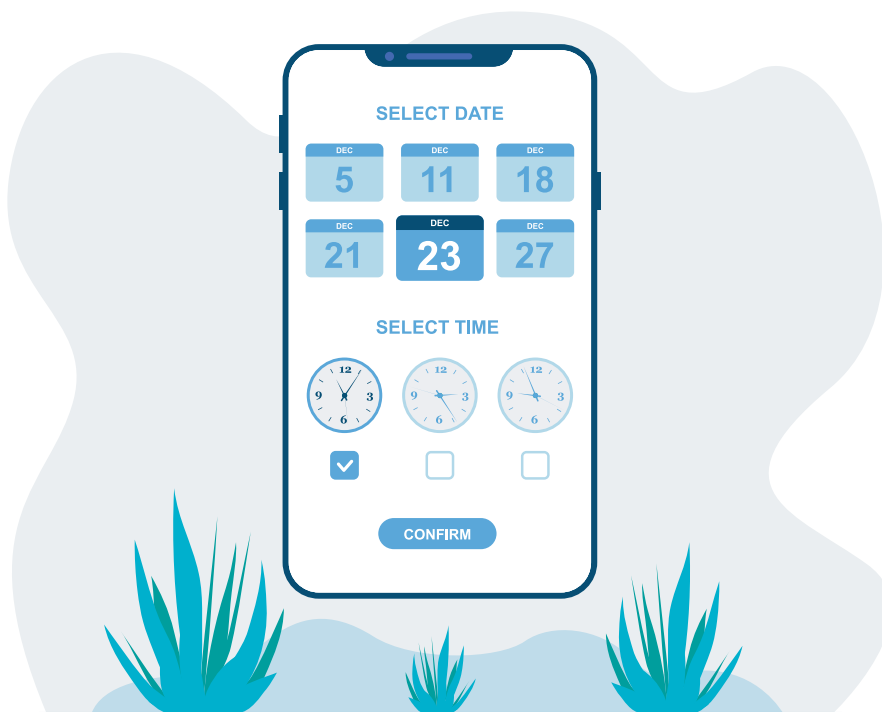 SELECT DATE
DEC DEC DEC
5 11 18
DEC DEC DEC
21 23 27
SELECT TIME
12 12 12
9 3 9 3 9 3
6 6 6
CONFIRM